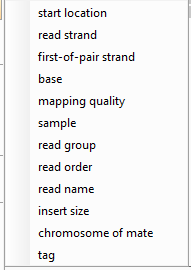 start location
read strand
first-of-pair strand
base
mapping quality
sample
read group
read order
read name
insert size
chromosome of mate
tag